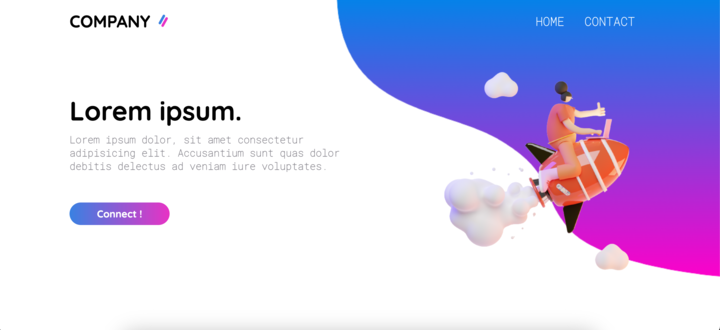 COMPANY
HOME CONTACT
Lorem ipsum.
Lorem ipsum dolor, sit amet consectetur
adipisicing elit. Accusantium sunt quas dolor
debitis delectus ad veniam iure voluptates.
Connect !